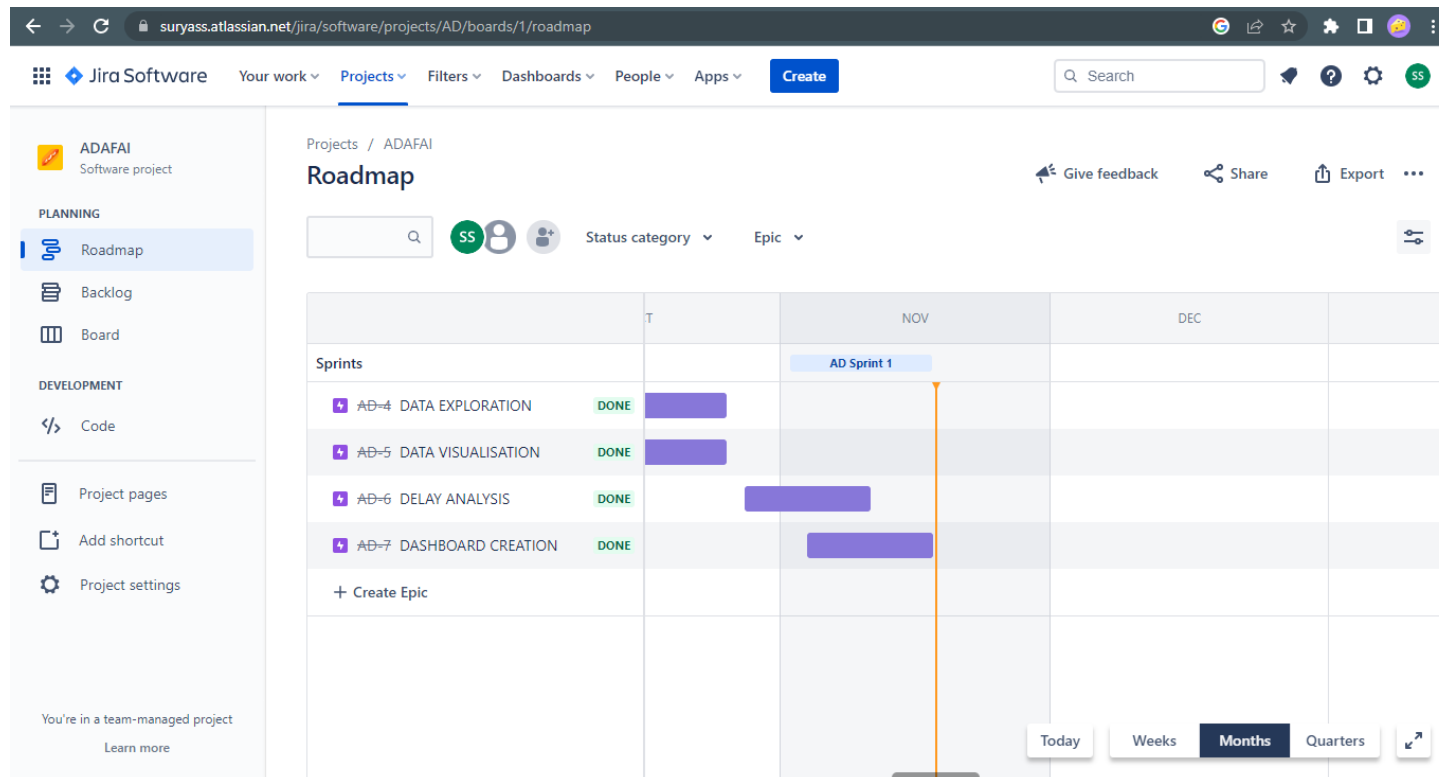 suryass.atlassian.net/jira/software/projects/AD/boards/1/roadmap
Jira Software Your work Projects Filters Dashboards People Apps Create Search SS
ADAFAI
Software project
PLANNING
Roadmap
Backlog
Board
DEVELOPMENT
Code
Project pages
Add shortcut
Project settings
You're in a team-managed project
Learn more
Projects / ADAFAI
Roadmap
Give feedback Share Export
SS Status category Epic
T NOV DEC
Sprints AD Sprint 1
AD-4 DATA EXPLORATION DONE
AD-5 DATA VISUALISATION DONE
AD-6 DELAY ANALYSIS DONE
AD-7 DASHBOARD CREATION DONE
+ Create Epic
Today Weeks Months Quarters